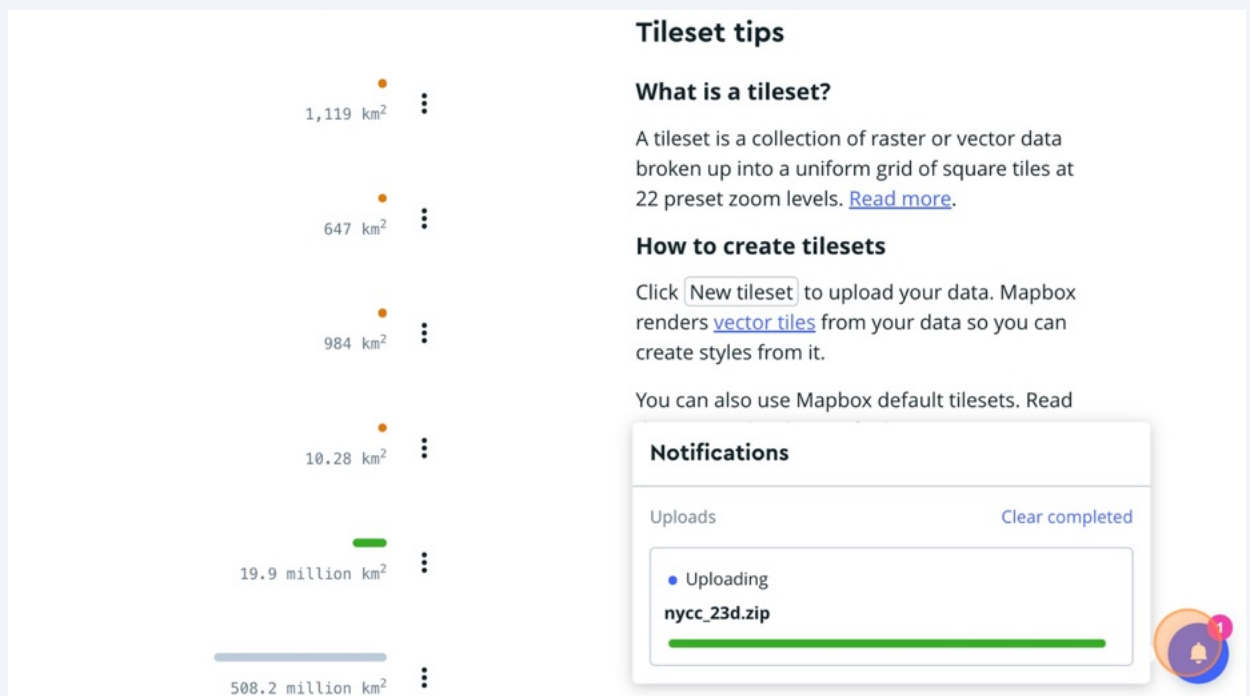 1,119 km²
647 km²
984 km²
10.28 km²
19.9 million km²
508.2 million km²
Tileset tips
What is a tileset?
A tileset is a collection of raster or vector data
broken up into a uniform grid of square tiles at
22 preset zoom levels. Read more.
How to create tilesets
Click New tileset to upload your data. Mapbox
renders vector tiles from your data so you can
create styles from it.
You can also use Mapbox default tilesets. Read
Notifications
Uploads Clear completed
Uploading
nycc_23d.zip
1